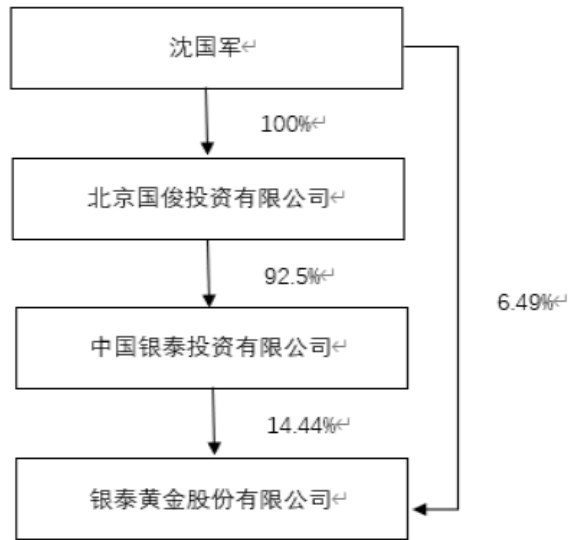 沈国军
100%
北京国俊投资有限公司
92.5%
6.49%
中国银泰投资有限公司
14.44%
银泰黄金股份有限公司